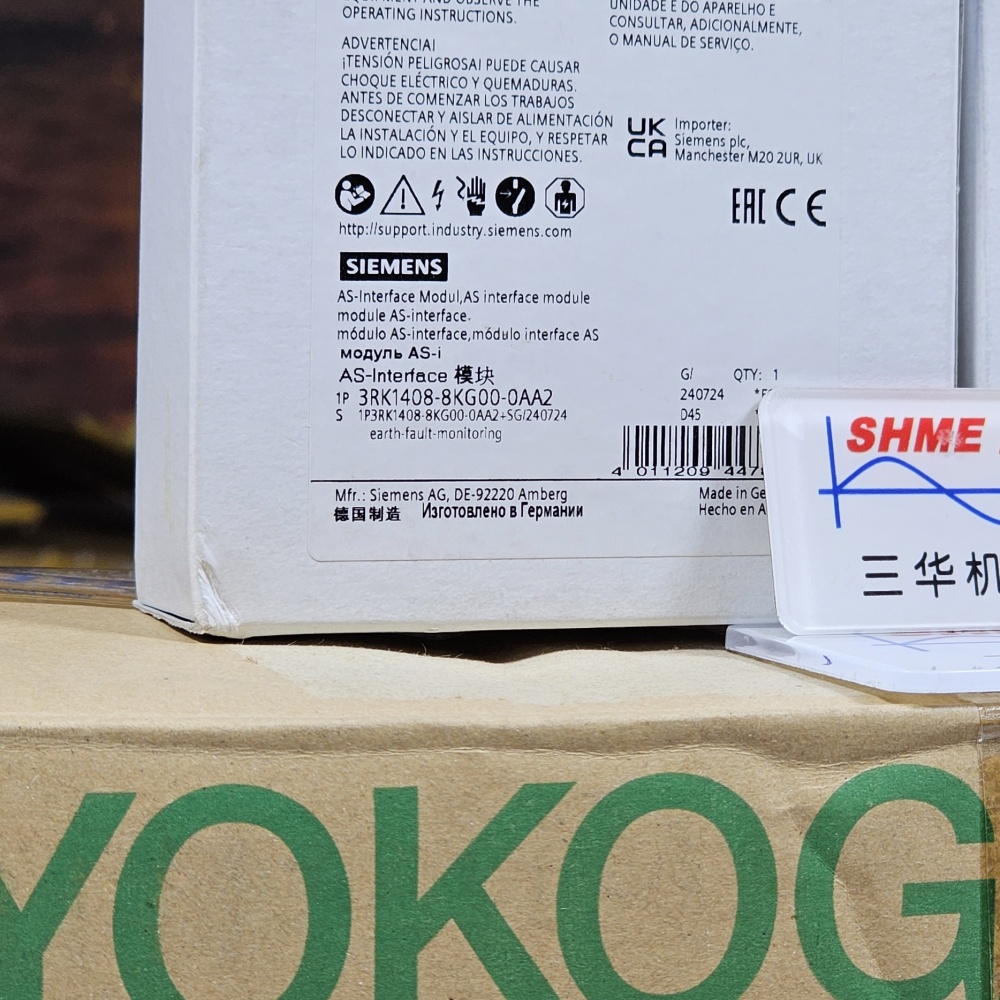 OPERATING INSTRUCTIONS.
ADVERTENCIA!
¡TENSIÓN PELIGROSA! PUEDE CAUSAR
CHOQUE ELÉCTRICO Y QUEMADURAS.
ANTES DE COMENZAR LOS TRABAJOS
DESCONECTAR Y AISLAR DE ALIMENTACIÓN
LA INSTALACIÓN Y EL EQUIPO, Y RESPETAR
LO INDICADO EN LAS INSTRUCCIONES.
UNIDADE E DO APARELHO E
CONSULTAR, ADICIONALMENTE,
O MANUAL DE SERVIÇO.
UK
CA
Importer:
Siemens plc,
Manchester M20 2UR, UK
EAC CE
http://support.industry.siemens.com
SIEMENS
AS-Interface Modul,AS interface module
module AS-interface.
módulo AS-interface,módulo interface AS
модуль AS-i
AS-Interface 模块
1P 3RK1408-8KG00-0AA2
S 1P3RK1408-8KG00-0AA2+SG/240724
earth-fault-monitoring
G/ QTY: 1
240724
D45
4 011209
Mfr.: Siemens AG, DE-92220 Amberg
德国制造 Изготовлено в Германии
Made in
Hecho en
SHME
三华机
YOKOG